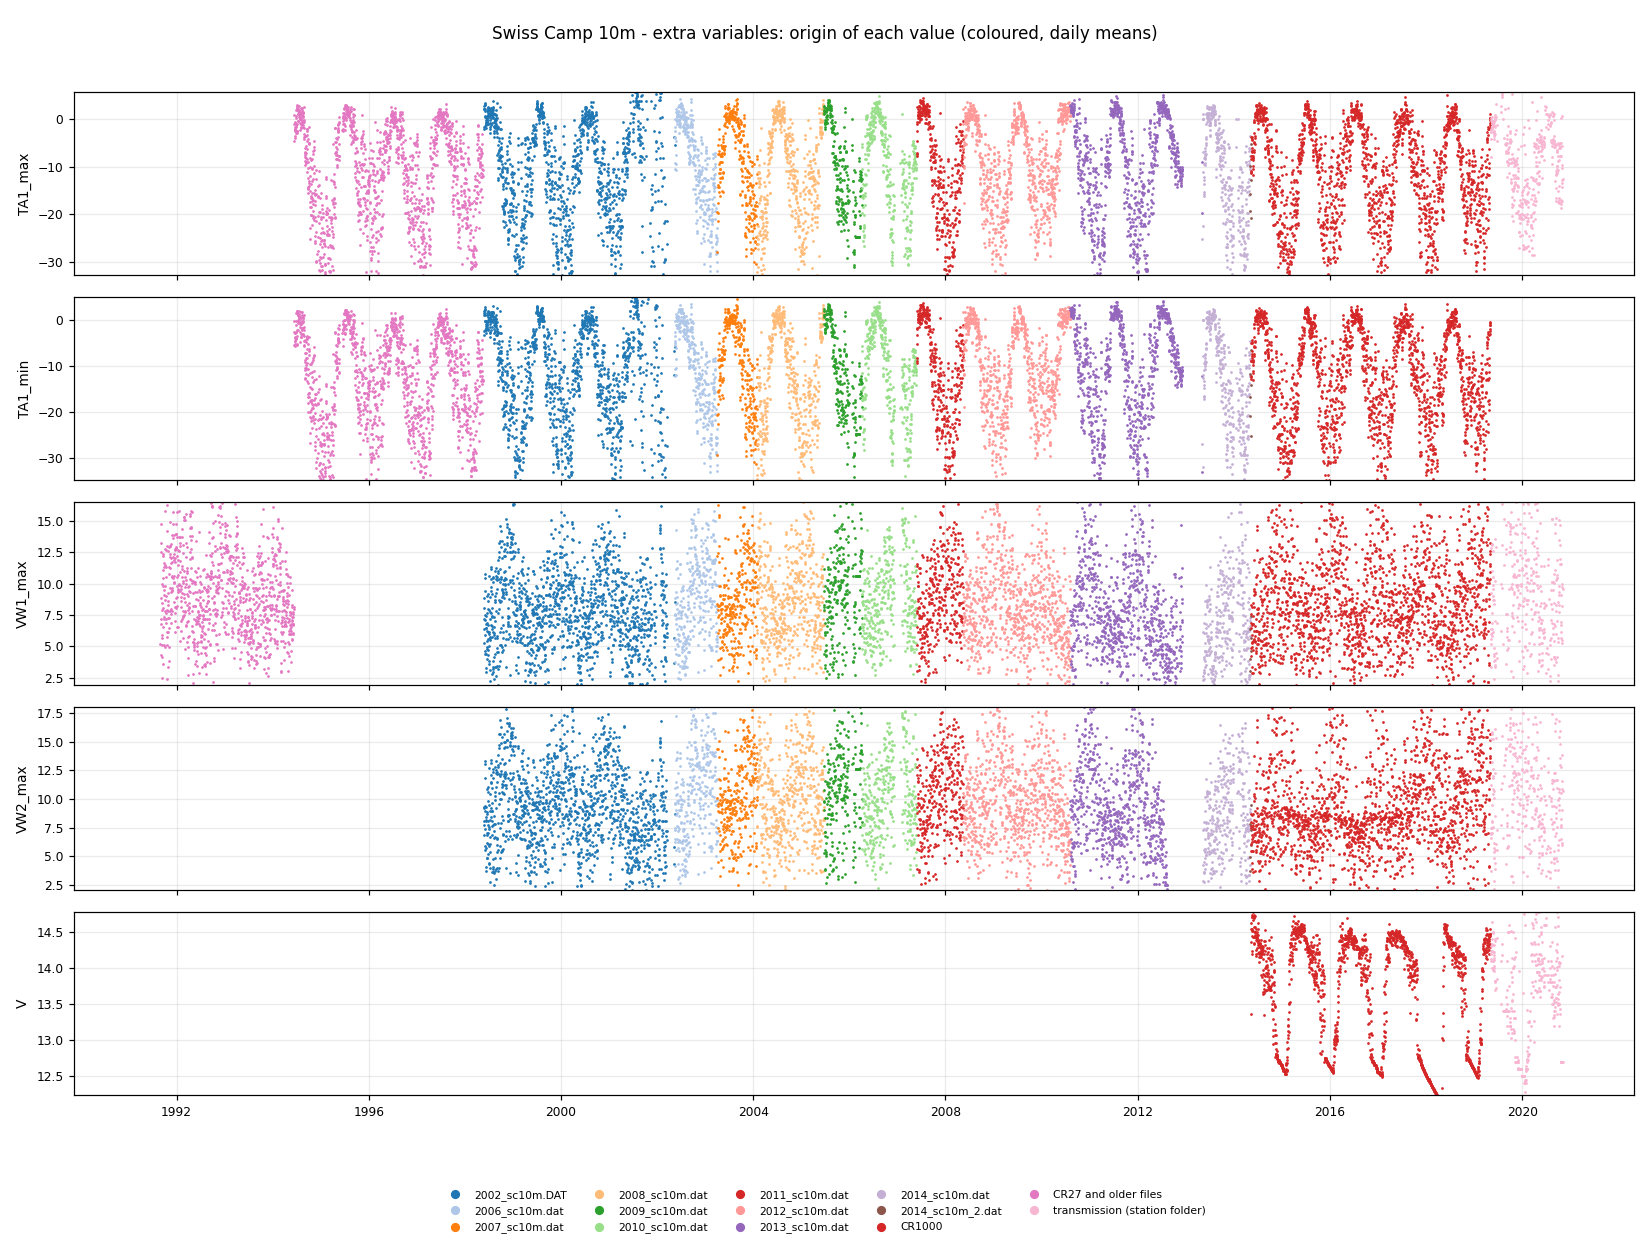 Swiss Camp 10m - extra variables: origin of each value (coloured, daily means)
TA1_max
0
−10
−20
−30
TA1_min
0
−10
−20
−30
VW1_max
15.0
12.5
10.0
7.5
5.0
2.5
VW2_max
17.5
15.0
12.5
10.0
7.5
5.0
2.5
V
14.5
14.0
13.5
13.0
12.5
1992 1996 2000 2004 2008 2012 2016 2020
2002_sc10m.DAT 2008_sc10m.dat 2011_sc10m.dat 2014_sc10m.dat CR27 and older files
2006_sc10m.dat 2009_sc10m.dat 2012_sc10m.dat 2014_sc10m_2.dat transmission (station folder)
2007_sc10m.dat 2010_sc10m.dat 2013_sc10m.dat CR1000